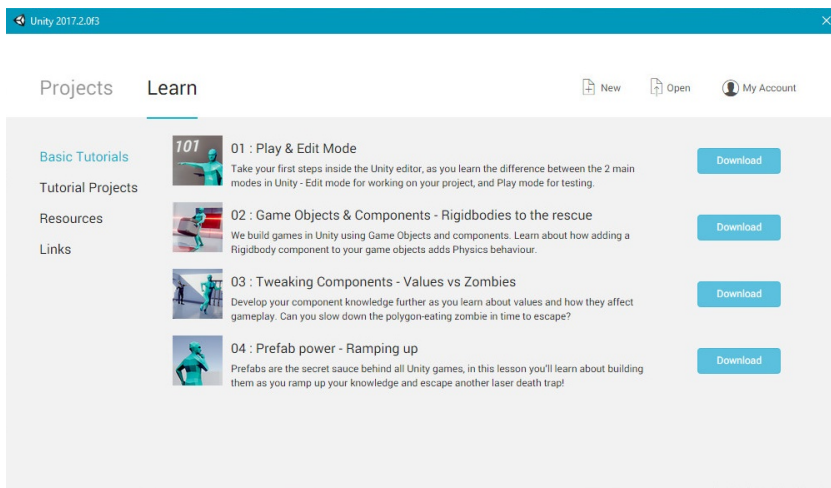 Unity 2017.2.0f3
Projects
Learn
New
Open
My Account
Basic Tutorials
Tutorial Projects
Resources
Links
101
01 : Play & Edit Mode
Take your first steps inside the Unity editor, as you learn the difference between the 2 main
modes in Unity - Edit mode for working on your project, and Play mode for testing.
Download
02 : Game Objects & Components - Rigidbodies to the rescue
We build games in Unity using Game Objects and components. Learn about how adding a
Rigidbody component to your game objects adds Physics behaviour.
Download
03 : Tweaking Components - Values vs Zombies
Develop your component knowledge further as you learn about values and how they affect
gameplay. Can you slow down the polygon-eating zombie in time to escape?
Download
04 : Prefab power - Ramping up
Prefabs are the secret sauce behind all Unity games, in this lesson you'll learn about building
them as you ramp up your knowledge and escape another laser death trap!
Download